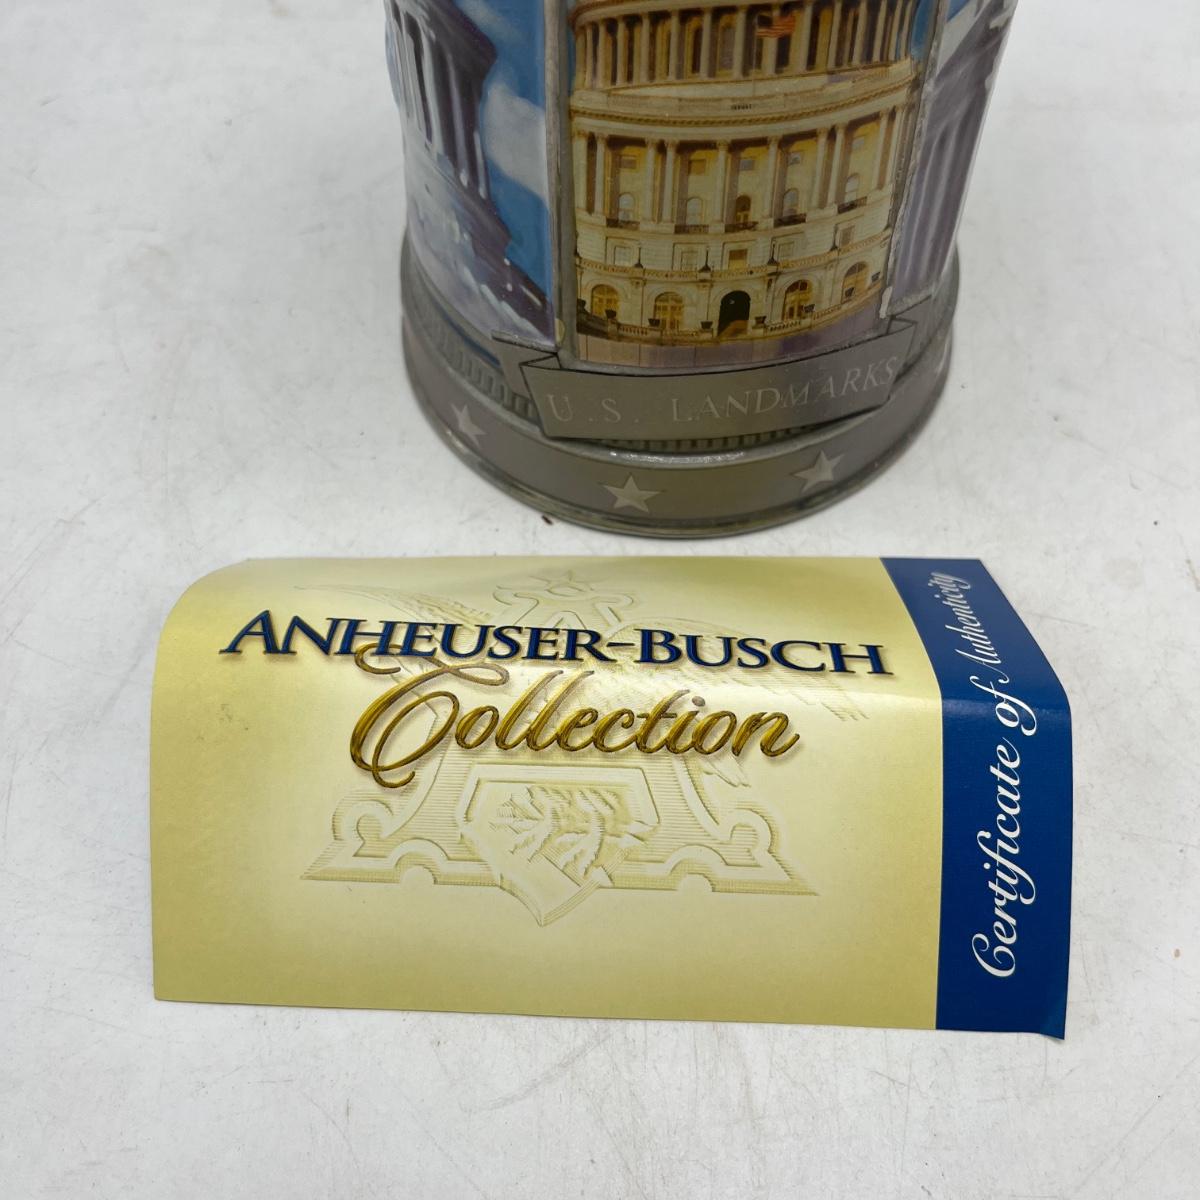 U.S. LANDMARKS
ANHEUSER-BUSCH
Collection
Certificate of Authenticity